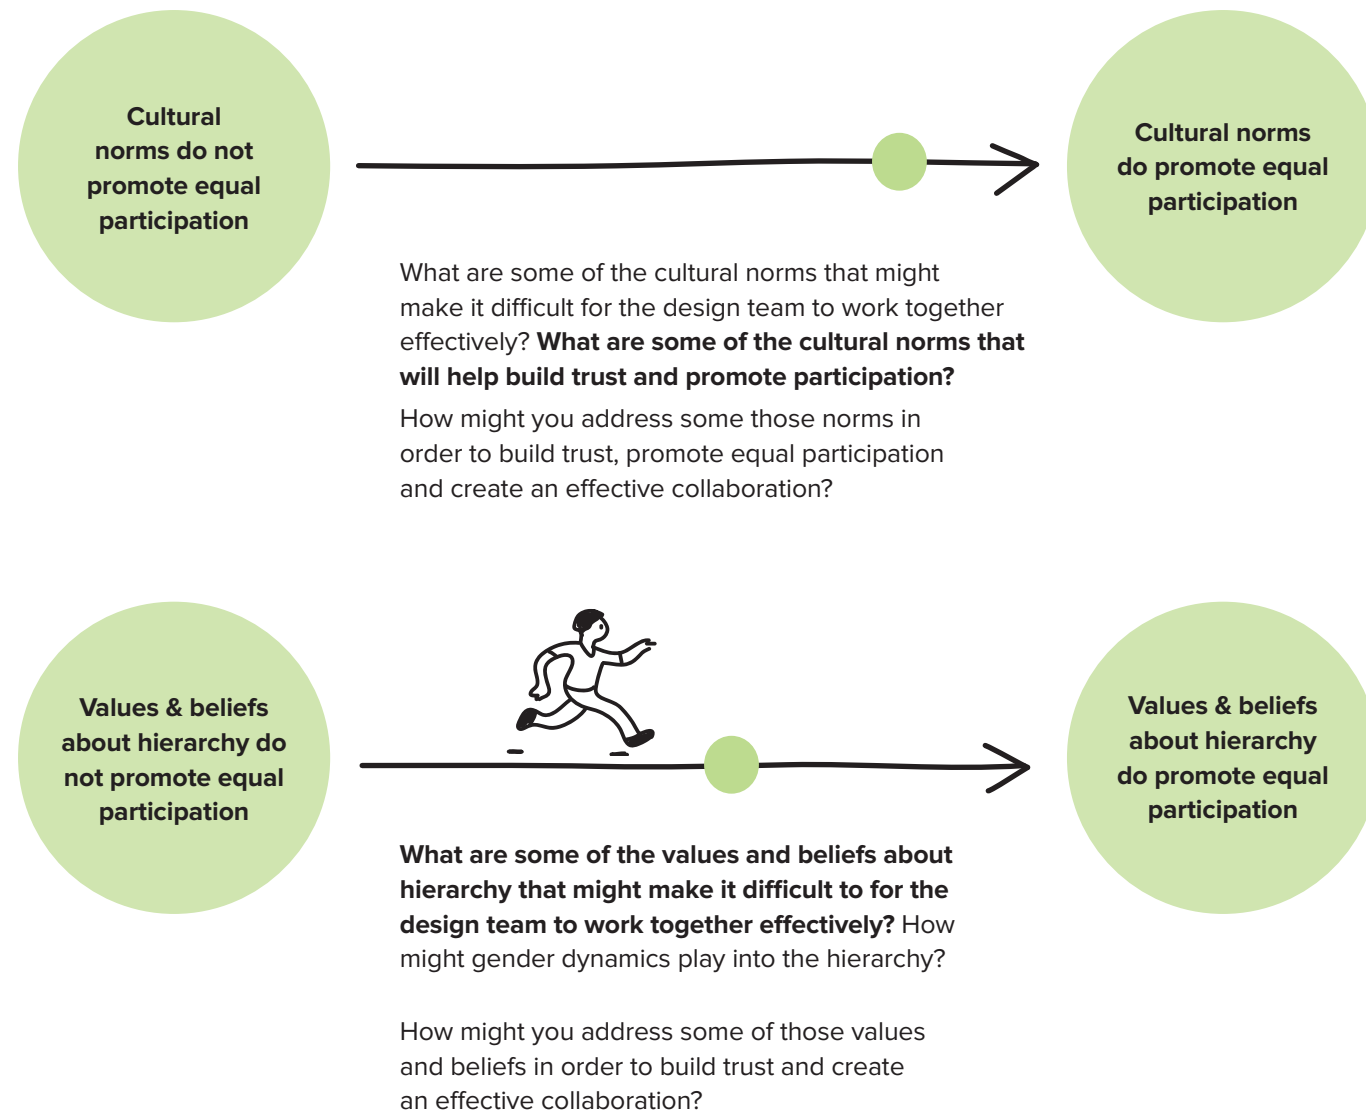 Cultural
norms do not
promote equal
participation
Cultural norms
do promote equal
participation
What are some of the cultural norms that might
make it difficult for the design team to work together
effectively? What are some of the cultural norms that
will help build trust and promote participation?
How might you address some those norms in
order to build trust, promote equal participation
and create an effective collaboration?
Values & beliefs
about hierarchy do
not promote equal
participation
Values & beliefs
about hierarchy
do promote equal
participation
What are some of the values and beliefs about
hierarchy that might make it difficult to for the
design team to work together effectively? How
might gender dynamics play into the hierarchy?
How might you address some of those values
and beliefs in order to build trust and create
an effective collaboration?